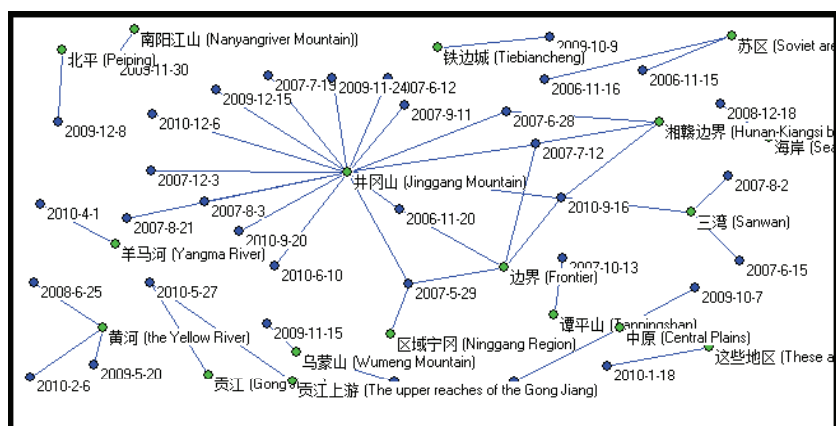 南阳江山 (Nanyangriver Mountain))
北平 (Peiping)
2009-11-30
2009-10-9
铁边城 (Tiebiancheng)
苏区 (Soviet are
2007-7-19
2009-11-24
2007-6-12
2006-11-16
2006-11-15
2009-12-15
2007-9-11
2008-12-18
2009-12-8
2010-12-6
2007-6-28
湘赣边界 (Hunan-Kiangsi b
海岸 (Sea
2007-7-12
2007-12-3
井冈山 (Jinggang Mountain)
2007-8-2
2010-4-1
2007-8-21
2007-8-3
2006-11-20
2010-9-16
三湾 (Sanwan)
2010-9-20
羊马河 (Yangma River)
2010-6-10
边界 (Frontier)
2007-10-13
2007-6-15
2008-6-25
2010-5-27
2007-5-29
2009-10-7
黄河 (the Yellow River)
2009-11-15
区域宁冈 (Ninggang Region)
谭平山
中原 (Central Plains)
乌蒙山 (Wumeng Mountain)
这些地区 (These a
2010-2-6
2009-5-20
贡江 (Gong
2010-1-18
贡江上游 (The upper reaches of the Gong Jiang)